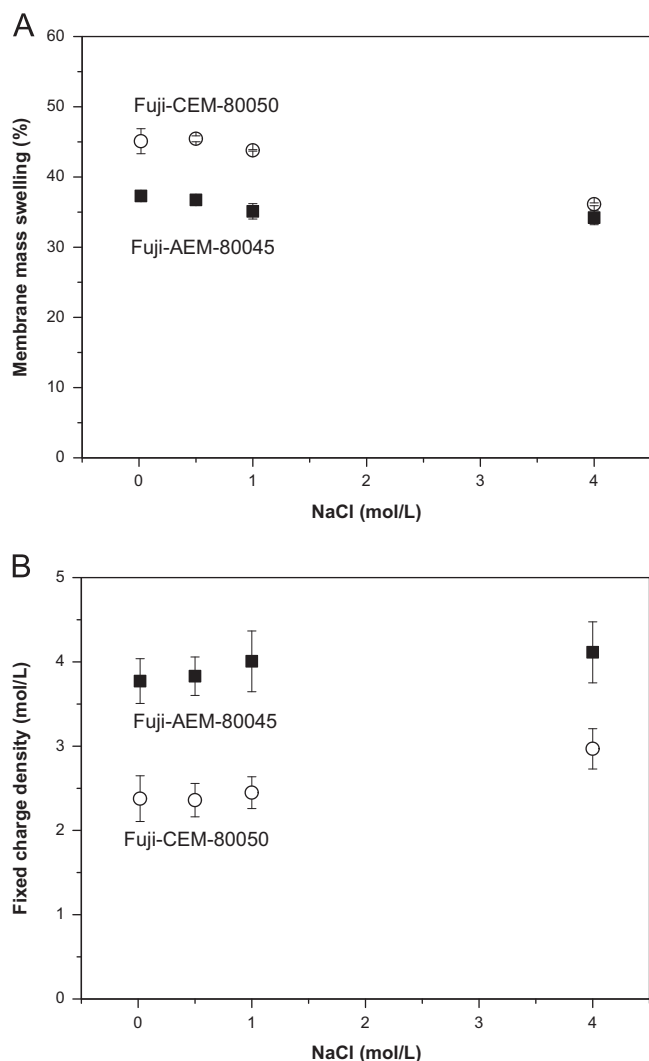 A
60
50
40
30
20
10
0
Membrane mass swelling (%)
Fuji-CEM-80050
Fuji-AEM-80045
0 1 2 3 4
NaCl (mol/L)
B
5
4
3
2
1
0
Fixed charge density (mol/L)
Fuji-AEM-80045
Fuji-CEM-80050
0 1 2 3 4
NaCl (mol/L)